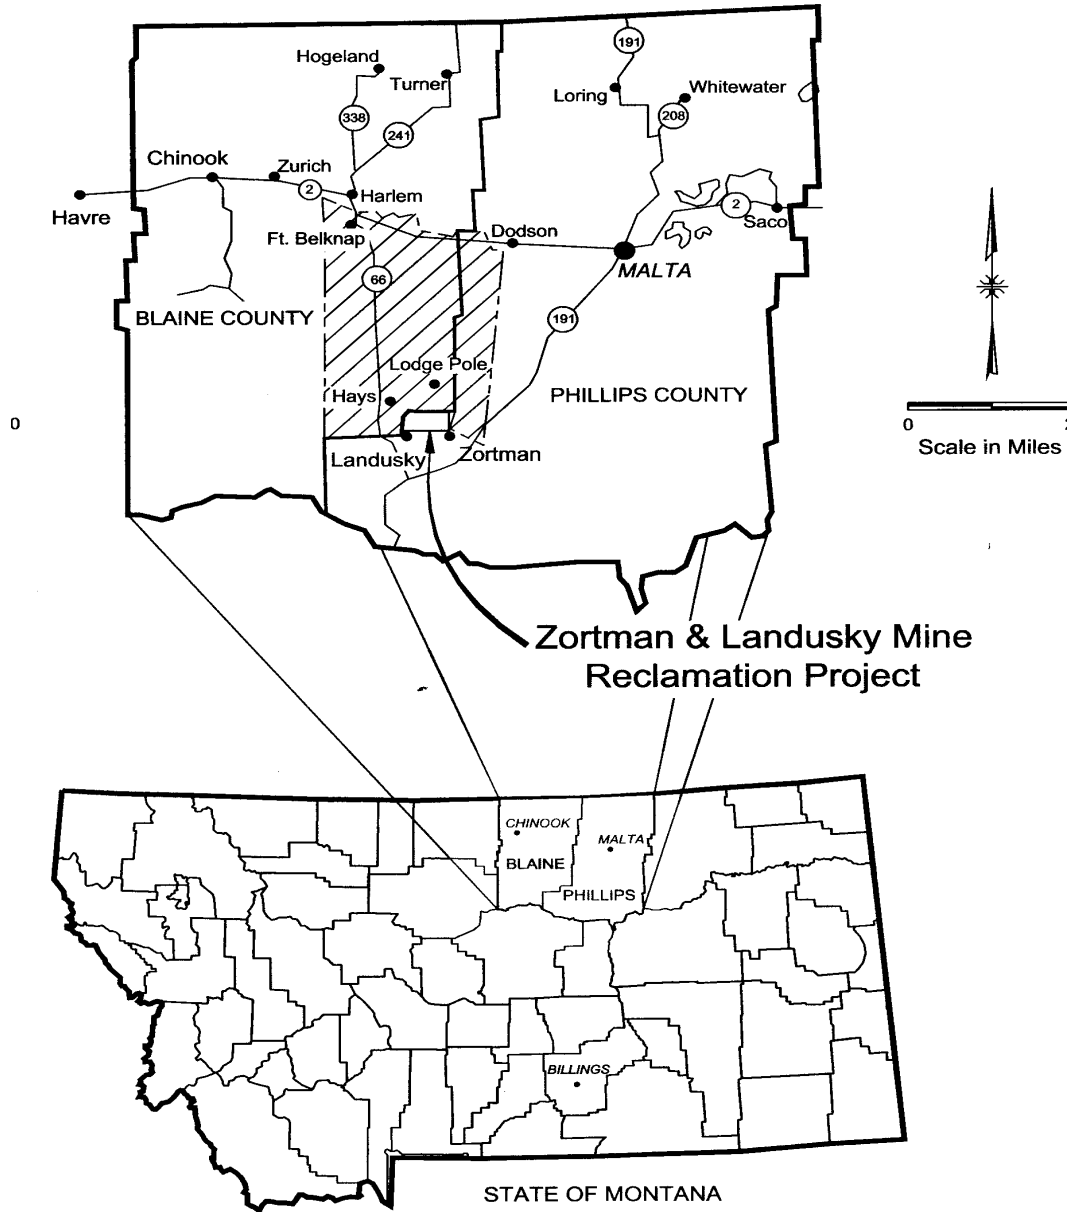 191
Hogeland
Turner
Loring
Whitewater
338
241
208
Chinook
Zurich
2
Harlem
Havre
2
Saco
Ft. Belknap
Dodson
MALTA
66
BLAINE COUNTY
191
Lodge Pole
Hays
PHILLIPS COUNTY
0
0
2
Scale in Miles
Landusky
Zortman
Zortman & Landusky Mine
Reclamation Project
CHINOOK
MALTA
BLAINE
PHILLIPS
BILLINGS
STATE OF MONTANA